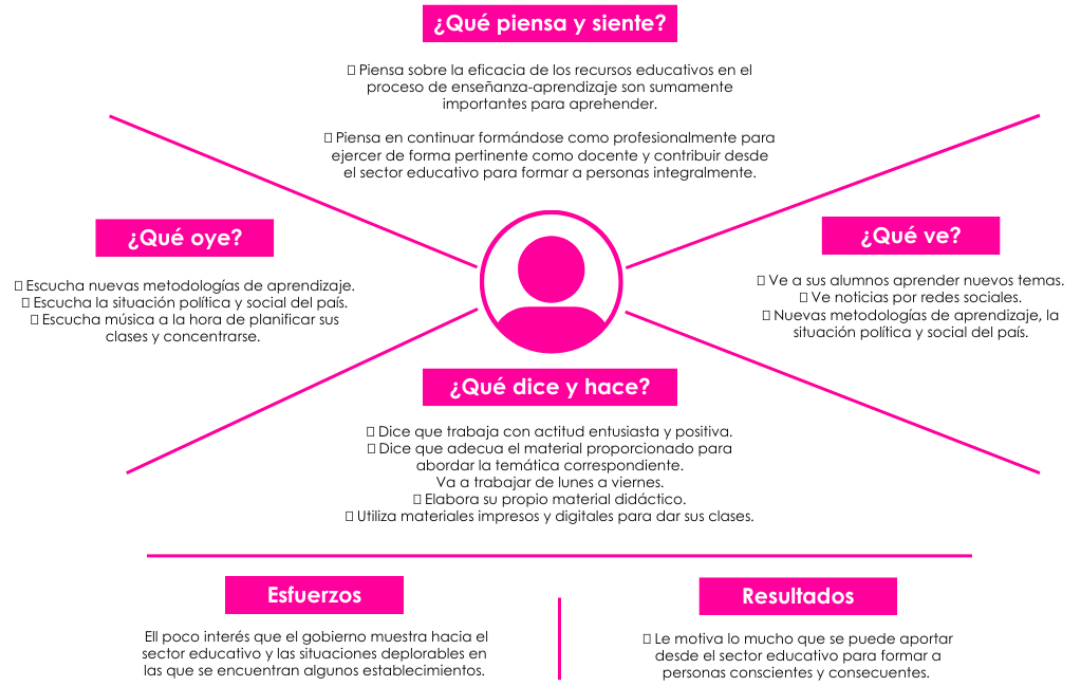 ¿Qué piensa y siente?
▯ Piensa sobre la eficacia de los recursos educativos en el
proceso de enseñanza-aprendizaje son sumamente
importantes para aprehender.
▯ Piensa en continuar formándose como profesionalmente para
ejercer de forma pertinente como docente y contribuir desde
el sector educativo para formar a personas integralmente.
¿Qué oye?
▯ Escucha nuevas metodologías de aprendizaje.
▯ Escucha la situación política y social del país.
▯ Escucha música a la hora de planificar sus
clases y concentrarse.
¿Qué ve?
▯ Ve a sus alumnos aprender nuevos temas.
▯ Ve noticias por redes sociales.
▯ Nuevas metodologías de aprendizaje, la
situación política y social del país.
¿Qué dice y hace?
▯ Dice que trabaja con actitud entusiasta y positiva.
▯ Dice que adecua el material proporcionado para
abordar la temática correspondiente.
Va a trabajar de lunes a viernes.
▯ Elabora su propio material didáctico.
▯ Utiliza materiales impresos y digitales para dar sus clases.
Esfuerzos
Ell poco interés que el gobierno muestra hacia el
sector educativo y las situaciones deplorables en
las que se encuentran algunos establecimientos.
Resultados
▯ Le motiva lo mucho que se puede aportar
desde el sector educativo para formar a
personas conscientes y consecuentes.